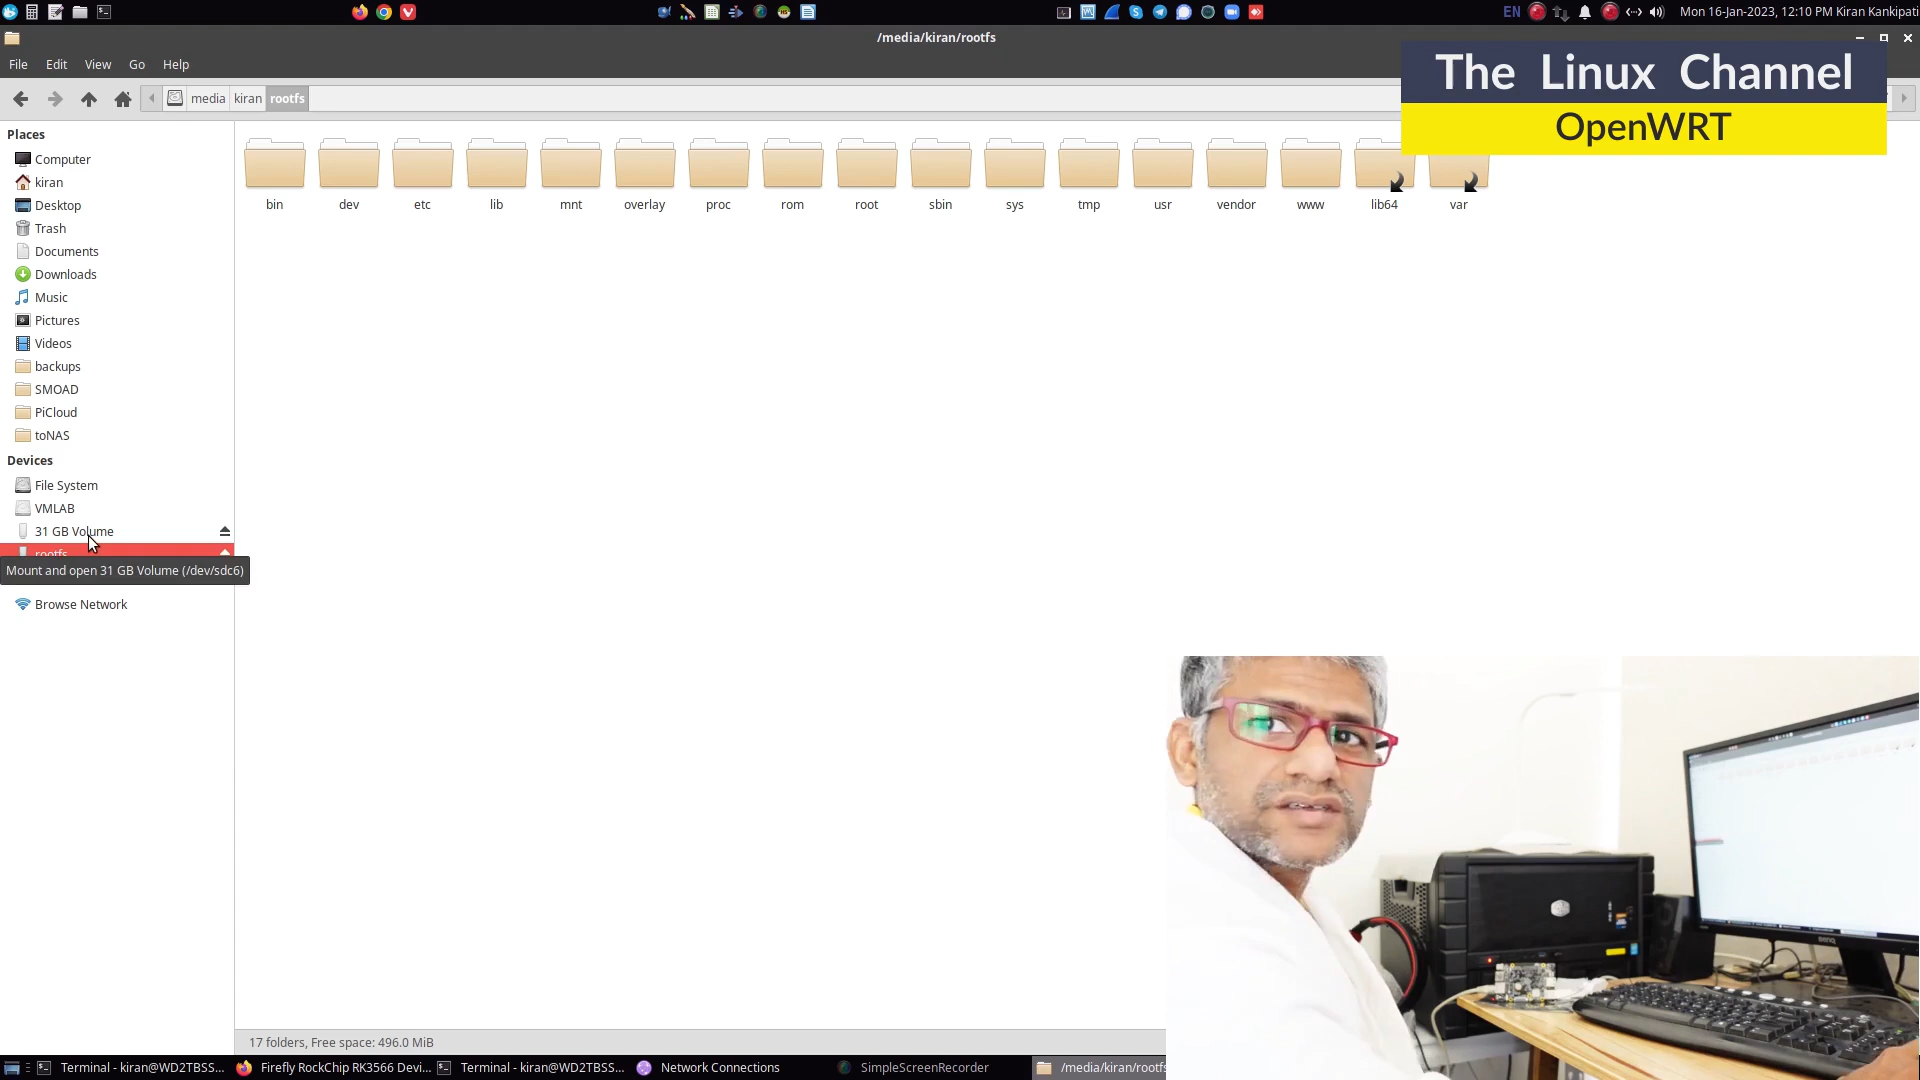 EN
Mon 16-Jan-2023, 12:10 PM Kiran Kankipati
/media/kiran/rootfs
File Edit View Go Help
The Linux Channel
OpenWRT
media kiran rootfs
Places
Computer
kiran
Desktop
Trash
Documents
Downloads
Music
Pictures
Videos
backups
SMOAD
PiCloud
toNAS
Devices
File System
VMLAB
31 GB Volume
rootfs
Mount and open 31 GB Volume (/dev/sdc6)
Browse Network
bin dev etc lib mnt overlay proc rom root sbin sys tmp usr vendor www lib64 var
17 folders, Free space: 496.0 MiB
Terminal - kiran@WD2TBSS... Firefly RockChip RK3566 Devi... Terminal - kiran@WD2TBSS... Network Connections SimpleScreenRecorder /media/kiran/rootfs